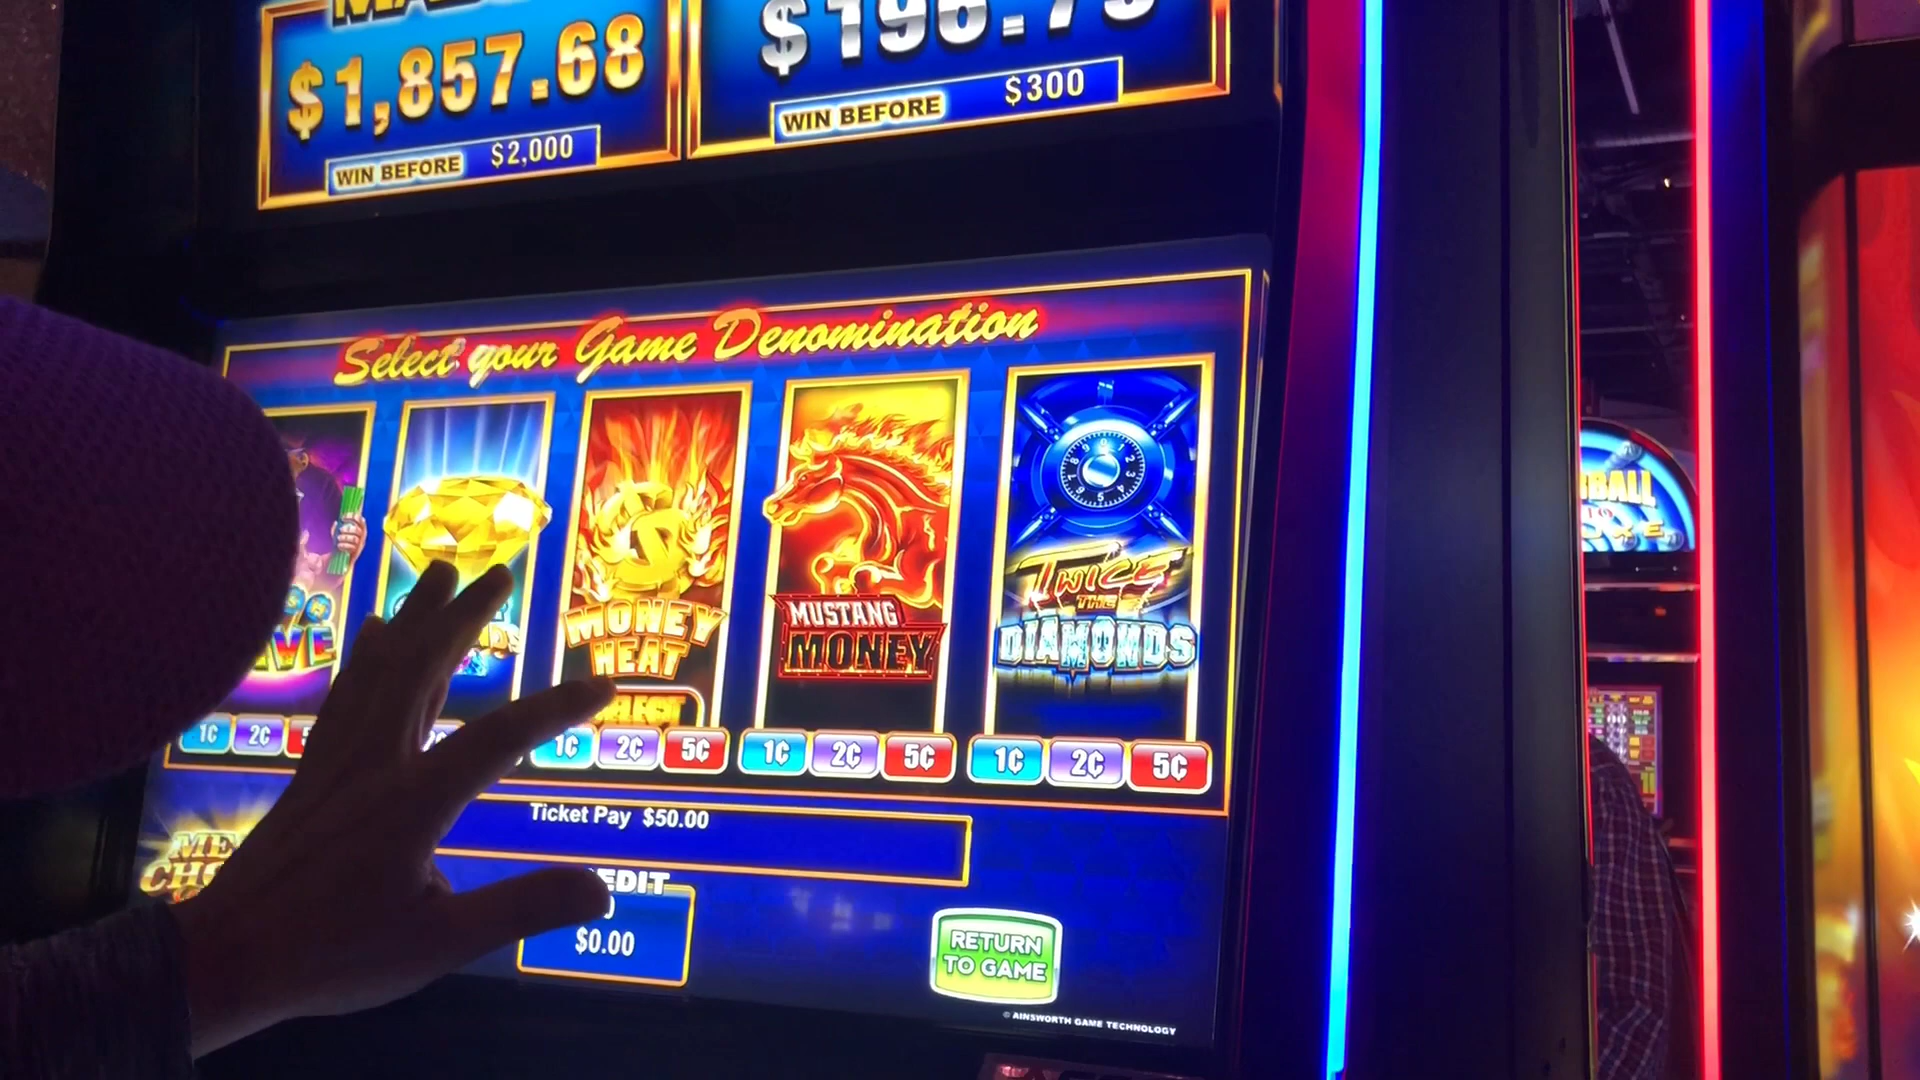 $1,857.68
WIN BEFORE $2,000
WIN BEFORE $300
Select your Game Denomination
MONEY
HEAT
SELECT
MUSTANG
MONEY
TWICE
THE
DIAMONDS
1¢ 2¢
2¢
1¢ 2¢ 5¢
1¢ 2¢ 5¢
1¢ 2¢ 5¢
Ticket Pay $50.00
$0.00
RETURN
TO GAME
© AINSWORTH GAME TECHNOLOGY